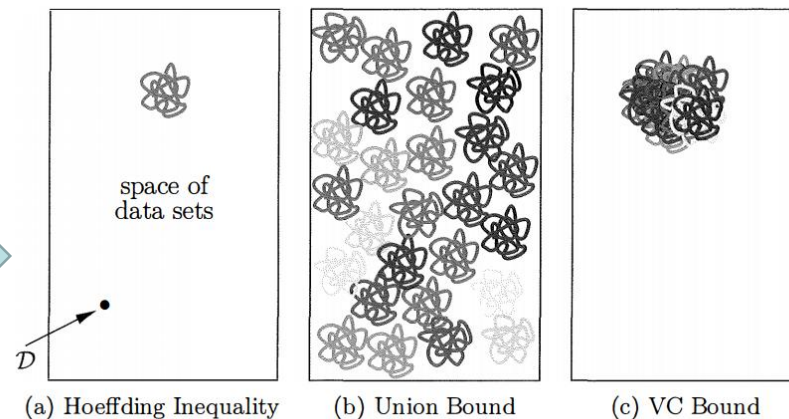 space of
data sets
𝒟
(a) Hoeffding Inequality
(b) Union Bound
(c) VC Bound